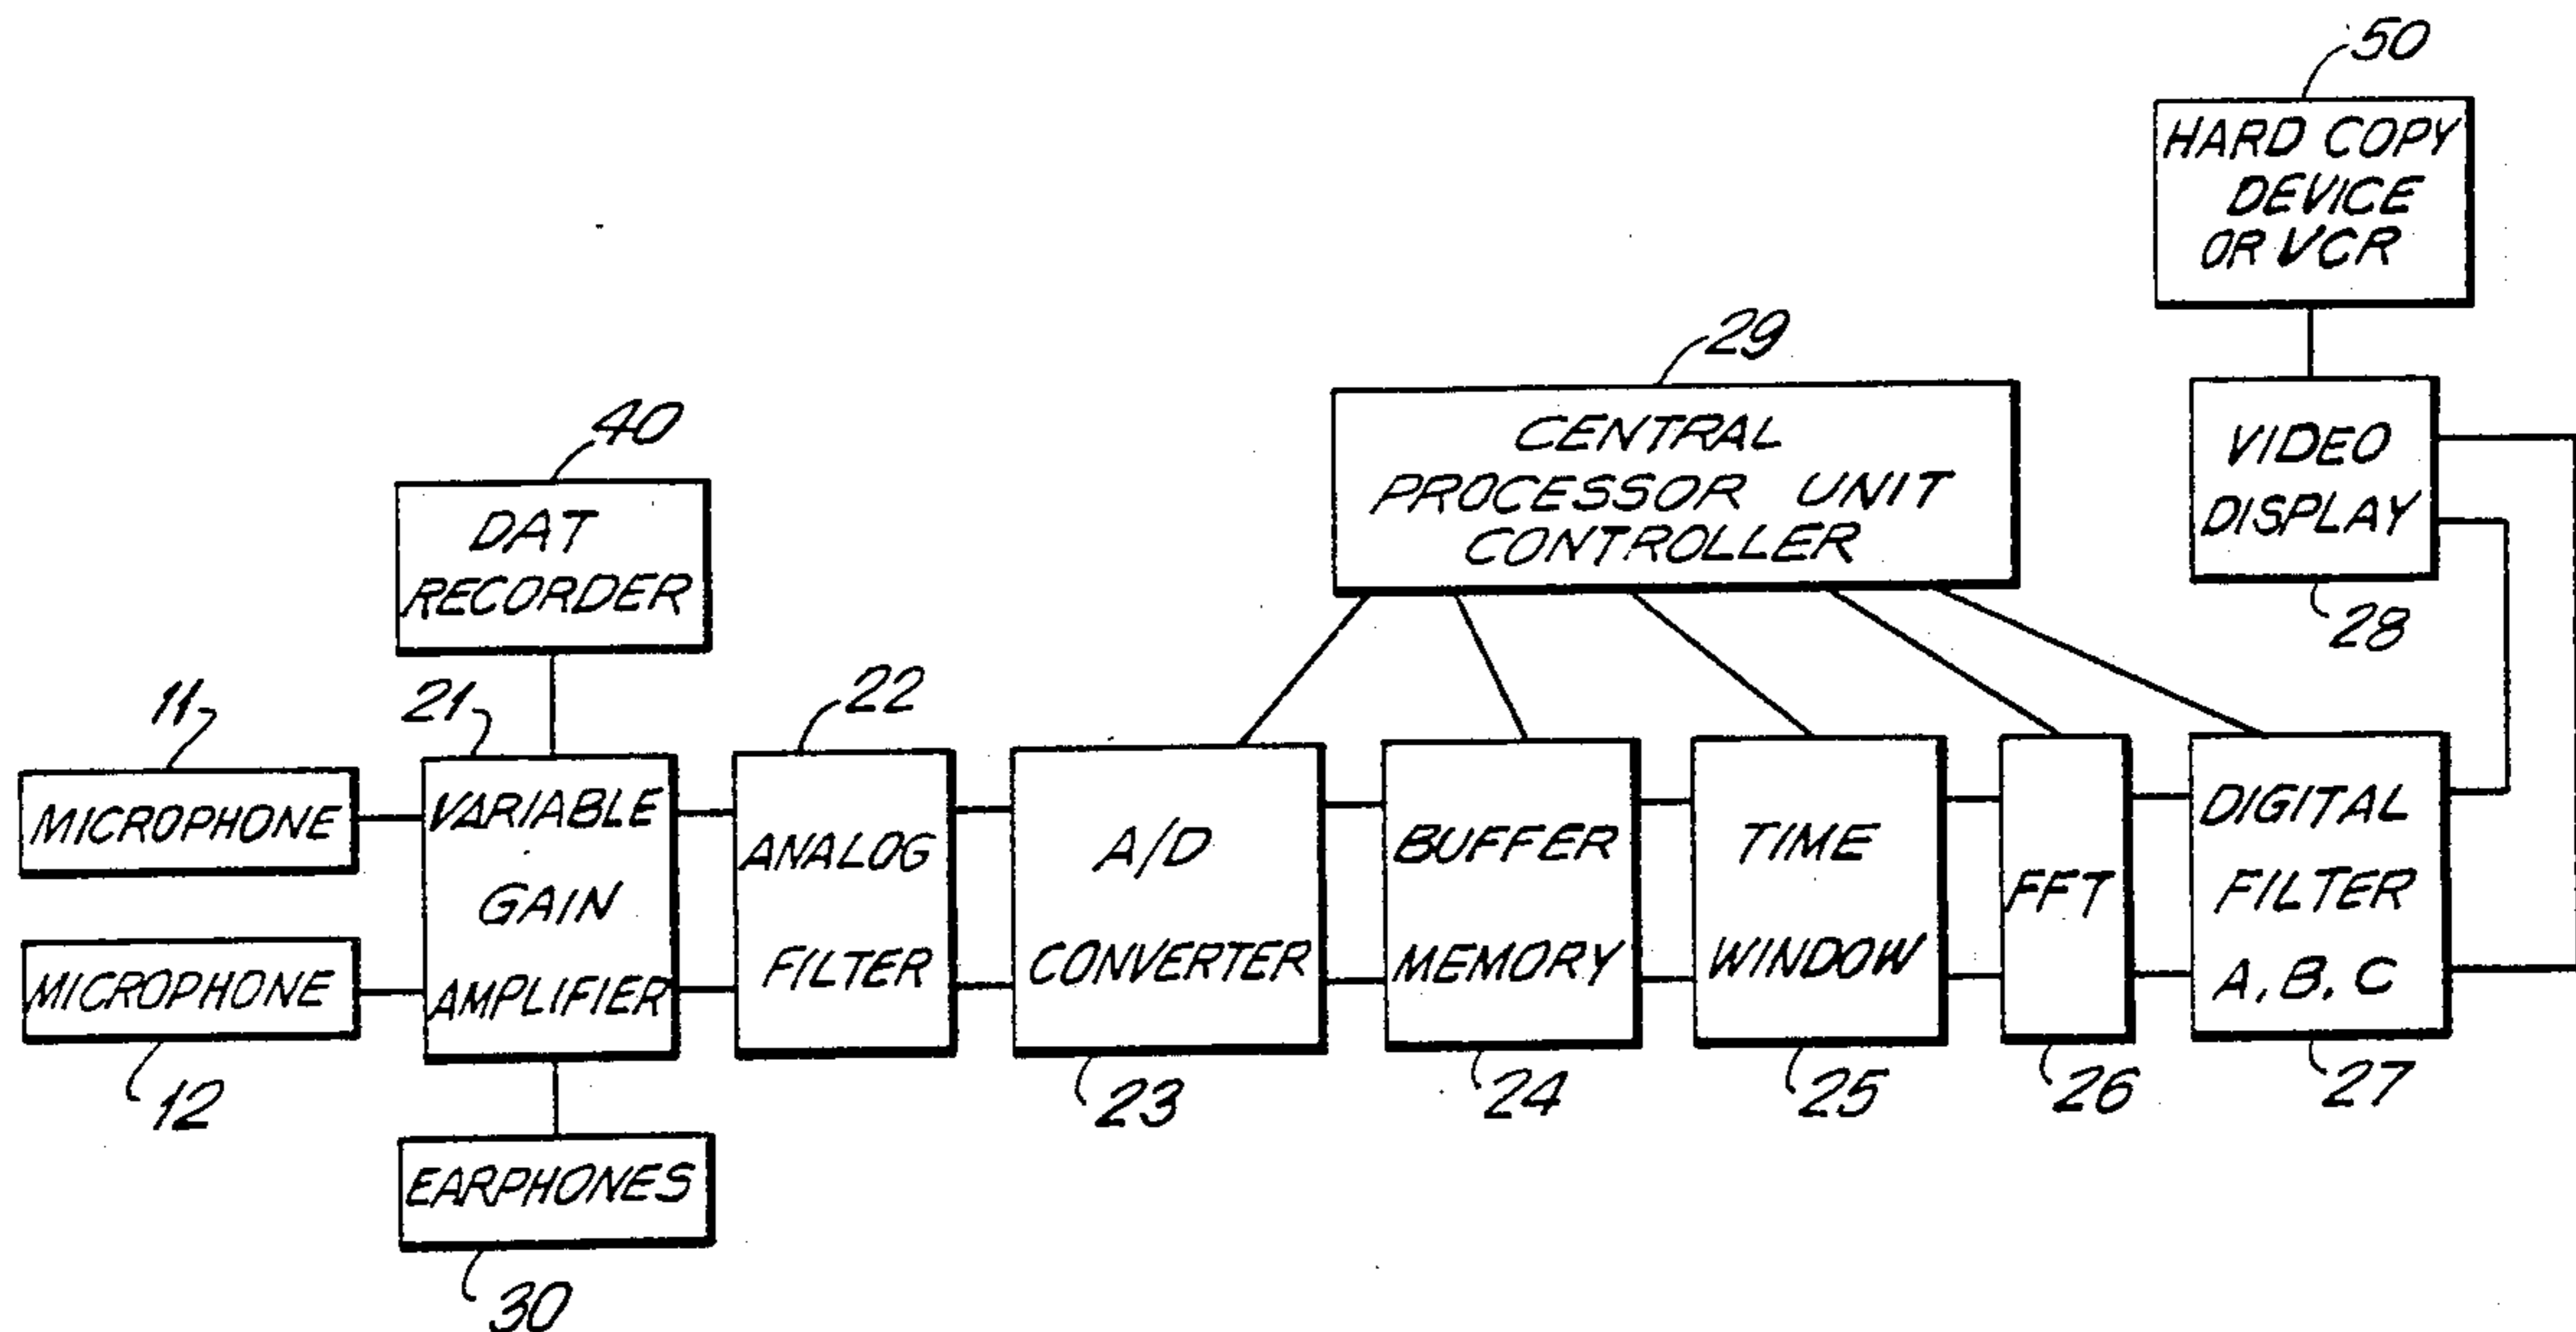 50
HARD COPY
DEVICE
OR VCR
29
CENTRAL
PROCESSOR UNIT
CONTROLLER
VIDEO
DISPLAY
28
40
DAT
RECORDER
11
21
22
MICROPHONE
MICROPHONE
12
VARIABLE
GAIN
AMPLIFIER
ANALOG
FILTER
A/D
CONVERTER
23
BUFFER
MEMORY
24
TIME
WINDOW
25
FFT
26
DIGITAL
FILTER
A, B, C
27
EARPHONES
30